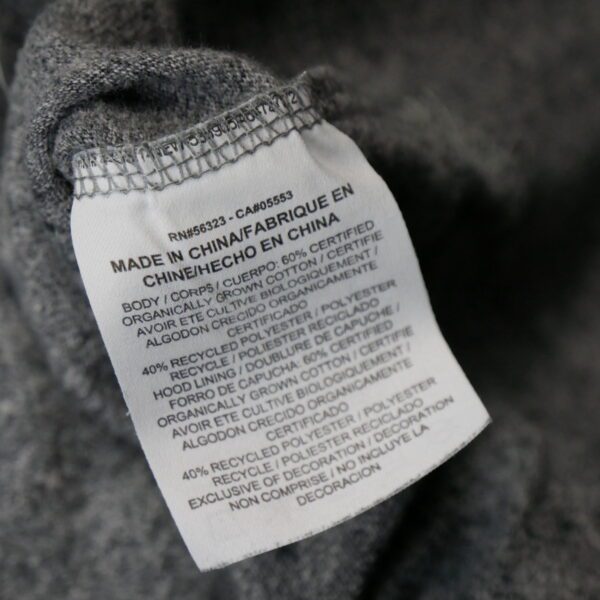 RN#56323 - CA#05553
MADE IN CHINA/FABRIQUE EN
CHINE/HECHO EN CHINA
BODY / CORPS / CUERPO: 60% CERTIFIED
ORGANICALLY GROWN COTTON / CERTIFIE
AVOIR ETE CULTIVE BIOLOGIQUEMENT /
ALGODON CRECIDO ORGANICAMENTE
CERTIFICADO
40% RECYCLED POLYESTER / POLYESTER
RECYCLE / POLIESTER RECICLADO
HOOD LINING / DOUBLURE DE CAPUCHE /
FORRO DE CAPUCHA: 60% CERTIFIED
ORGANICALLY GROWN COTTON / CERTIFIE
AVOIR ETE CULTIVE BIOLOGIQUEMENT /
ALGODON CRECIDO ORGANICAMENTE
CERTIFICADO
40% RECYCLED POLYESTER / POLYESTER
RECYCLE / POLIESTER RECICLADO
EXCLUSIVE OF DECORATION / DECORATION
NON COMPRISE / NO INCLUYE LA
DECORACION